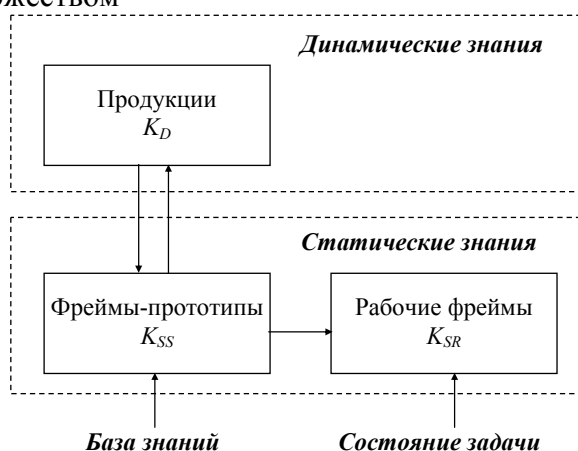 Динамические знания
Продукции
K_D
Статические знания
Фреймы-прототипы
K_SS
Рабочие фреймы
K_SR
База знаний
Состояние задачи